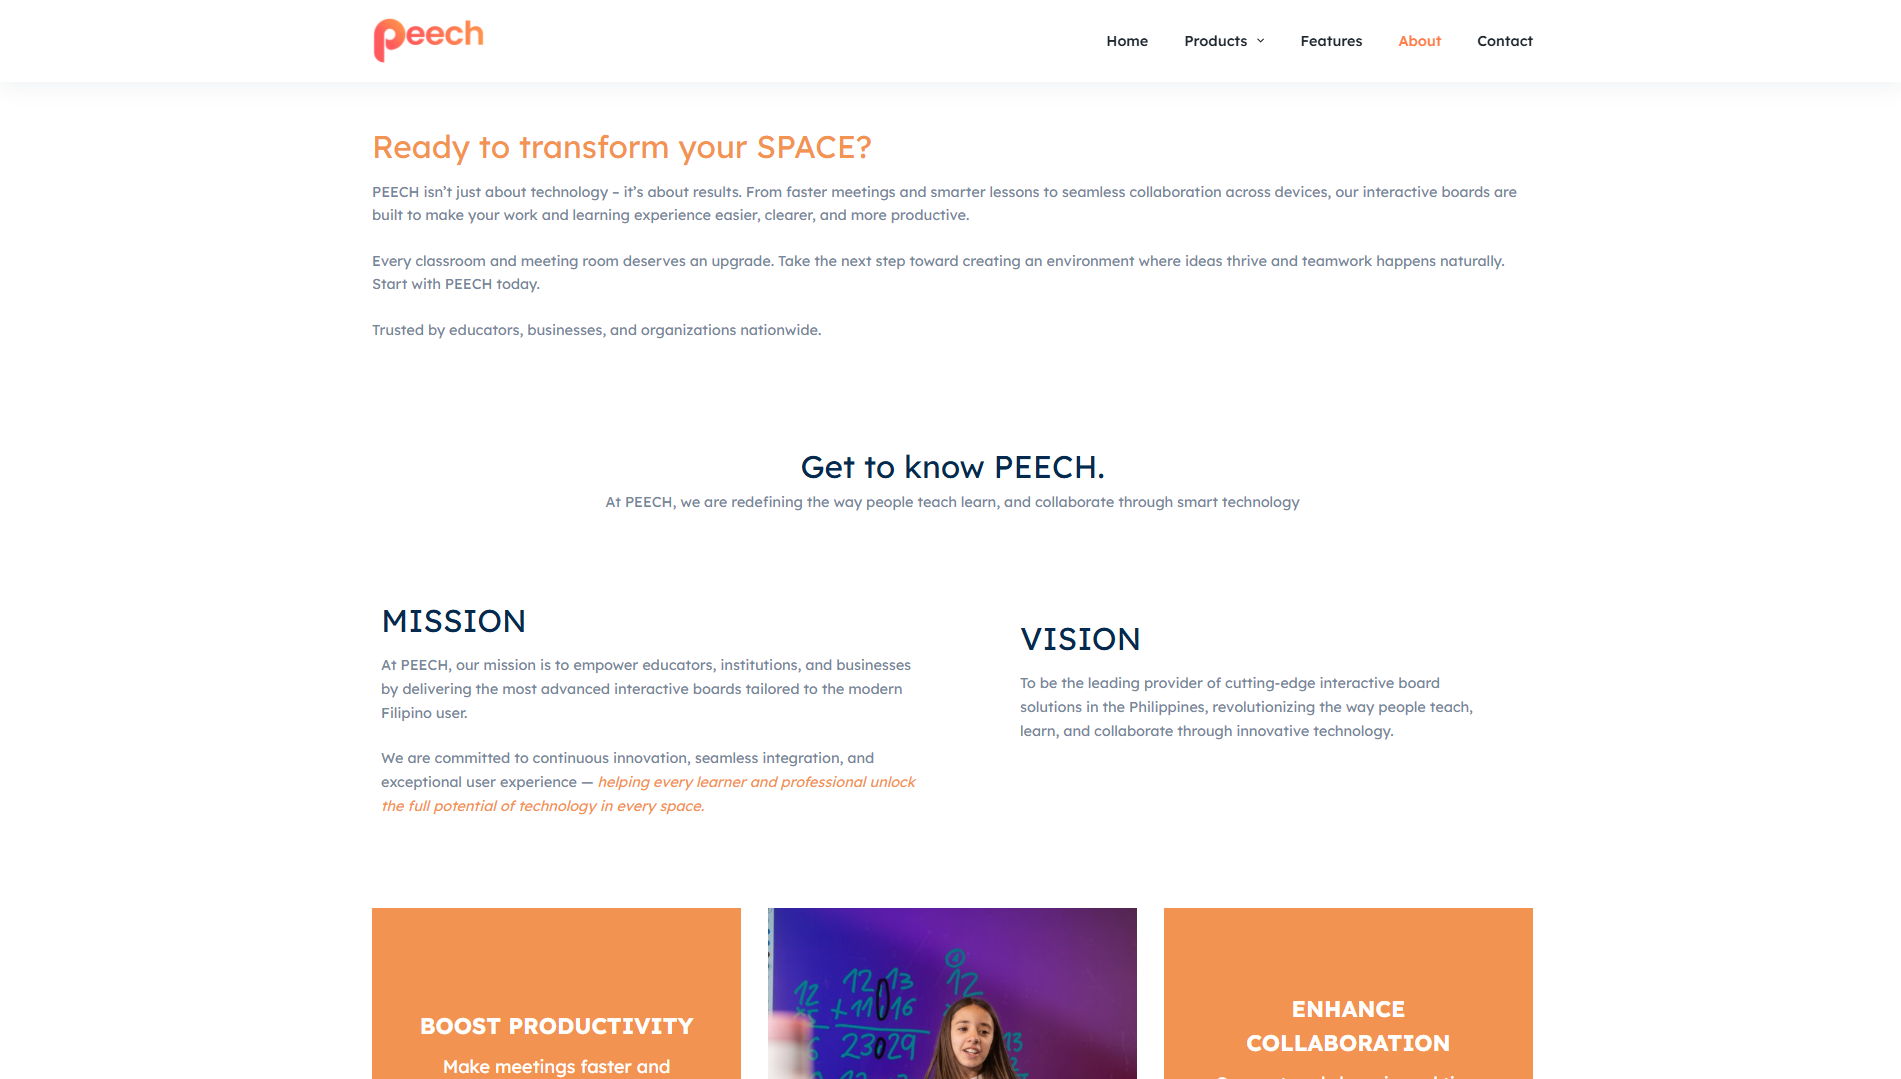 peech
Home
Products
Features
About
Contact
Ready to transform your SPACE?
PEECH isn’t just about technology – it’s about results. From faster meetings and smarter lessons to seamless collaboration across devices, our interactive boards are
built to make your work and learning experience easier, clearer, and more productive.
Every classroom and meeting room deserves an upgrade. Take the next step toward creating an environment where ideas thrive and teamwork happens naturally.
Start with PEECH today.
Trusted by educators, businesses, and organizations nationwide.
Get to know PEECH.
At PEECH, we are redefining the way people teach learn, and collaborate through smart technology
MISSION
At PEECH, our mission is to empower educators, institutions, and businesses
by delivering the most advanced interactive boards tailored to the modern
Filipino user.
We are committed to continuous innovation, seamless integration, and
exceptional user experience — helping every learner and professional unlock
the full potential of technology in every space.
VISION
To be the leading provider of cutting-edge interactive board
solutions in the Philippines, revolutionizing the way people teach,
learn, and collaborate through innovative technology.
BOOST PRODUCTIVITY
Make meetings faster and
12 13
+11 16
23029
12
4
12
13
ENHANCE
COLLABORATION